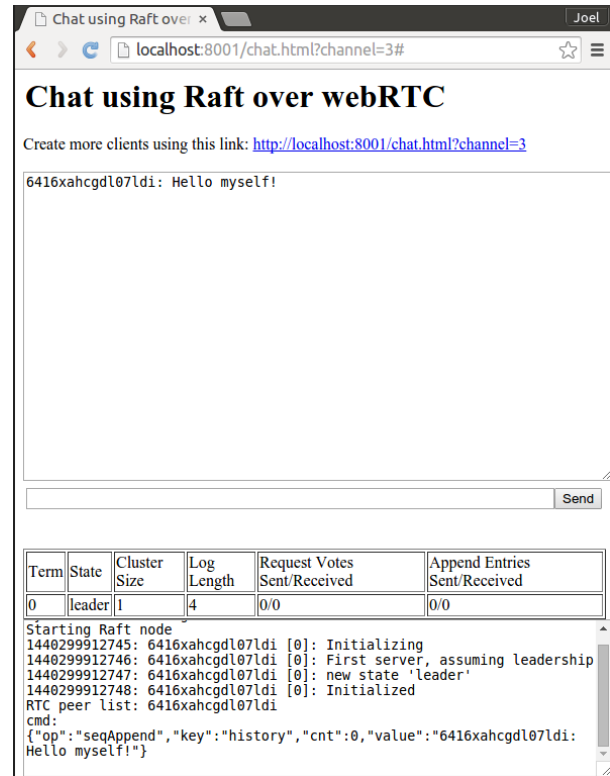 Chat using Raft over
Joel
localhost:8001/chat.html?channel=3#
Chat using Raft over webRTC
Create more clients using this link: http://localhost:8001/chat.html?channel=3
6416xahcgdl07ldi: Hello myself!
Send
Term State Cluster Size Log Length Request Votes Sent/Received Append Entries Sent/Received
0 leader 1 4 0/0 0/0
Starting Raft node
1440299912745: 6416xahcgdl07ldi [0]: Initializing
1440299912746: 6416xahcgdl07ldi [0]: First server, assuming leadership
1440299912747: 6416xahcgdl07ldi [0]: new state 'leader'
1440299912748: 6416xahcgdl07ldi [0]: Initialized
RTC peer list: 6416xahcgdl07ldi
cmd:
{"op":"seqAppend","key":"history","cnt":0,"value":"6416xahcgdl07ldi:
Hello myself!"}